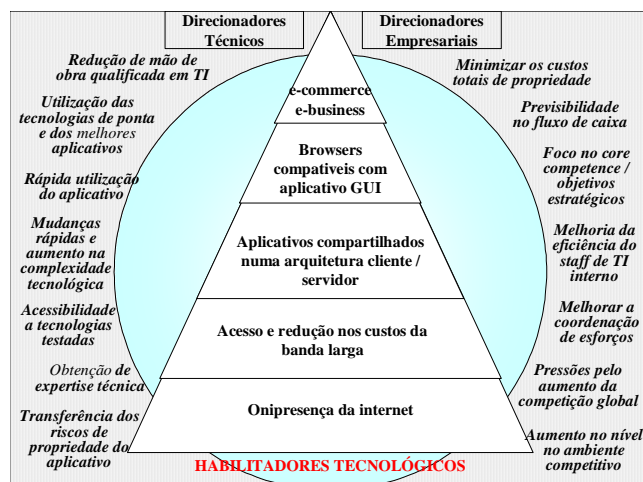 Direcionadores
Técnicos
Direcionadores
Empresariais
Redução de mão de
obra qualificada em TI
Utilização das
tecnologias de ponta
e dos melhores
aplicativos
Rápida utilização
do aplicativo
Mudanças
rápidas e
aumento na
complexidade
tecnológica
Acessibilidade
a tecnologias
testadas
Obtenção de
expertise técnica
Transferência dos
riscos de
propriedade do
aplicativo
e-commerce
e-business
Browsers
compativeis com
aplicativo GUI
Aplicativos compartilhados
numa arquitetura cliente /
servidor
Acesso e redução nos custos da
banda larga
Onipresença da internet
HABILITADORES TECNOLÓGICOS
Minimizar os custos
totais de propriedade
Previsibilidade
no fluxo de caixa
Foco no core
competence /
objetivos
estratégicos
Melhoria da
eficiência do
staff de TI
interno
Melhorar a
coordenação
de esforços
Pressões pelo
aumento da
competição global
Aumento no nível
no ambiente
competitivo